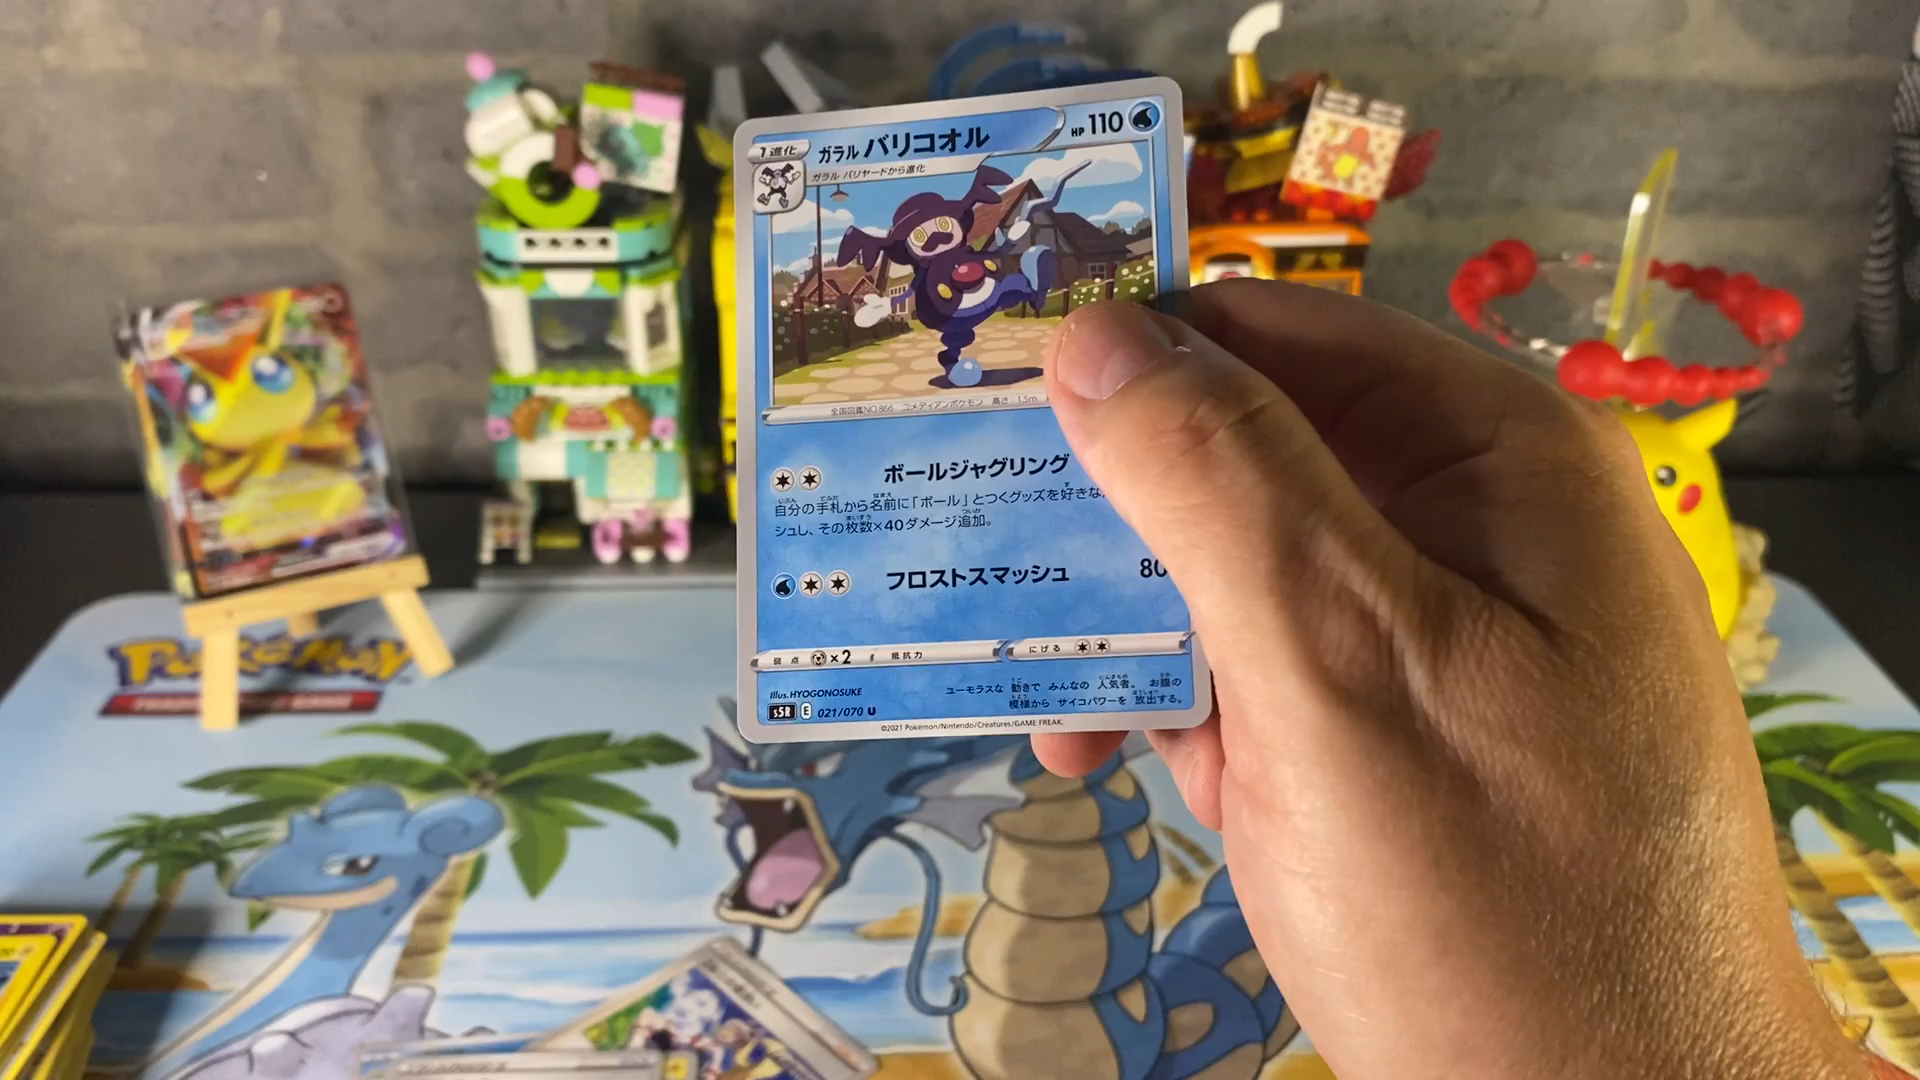 1進化
ガラル バリコオル
HP 110
ガラル バリヤードから進化
全国図鑑NO.866 コメディアンポケモン 高さ:1.5m
ボールジャグリング
自分の手札から名前に「ボール」とつくグッズを好きな
シュし、その枚数×40ダメージ追加。
フロストスマッシュ 80
弱点 ×2 抵抗力 にげる
Illus. HYOGONOSUKE
ユーモラスな 動きで みんなの 人気者。 お腹の
模様から サイコパワーを 放出する。
s5R E 021/070 U
©2021 Pokémon/Nintendo/Creatures/GAME FREAK.
POKéMON